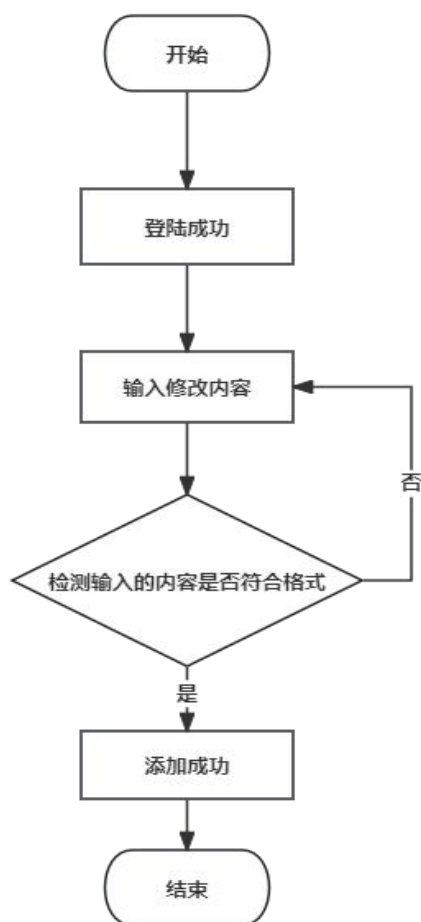 开始
登陆成功
输入修改内容
否
检测输入的内容是否符合格式
是
添加成功
结束